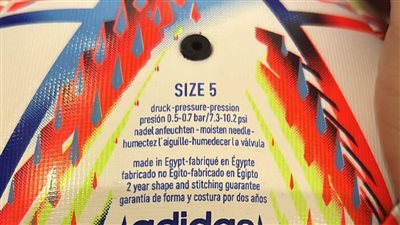 SIZE 5
druck-pressure-pression
presión 0.5-0.7 bar/7.3-10.2 psi
nadel anfeuchten - moisten needle-
humectez l'aiguille-humedecer la válvula
made in Egypt-fabriqué en Égypte
fabricado no Egito-fabricado en Egipto
2 year shape and stitching guarantee
garantía de forma y costura por dos años
adidas